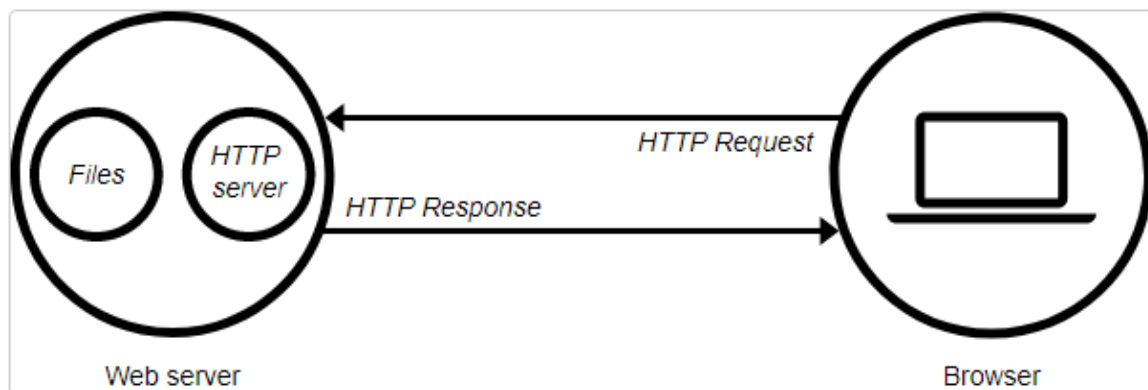 Files
HTTP
server
HTTP Request
HTTP Response
Web server
Browser